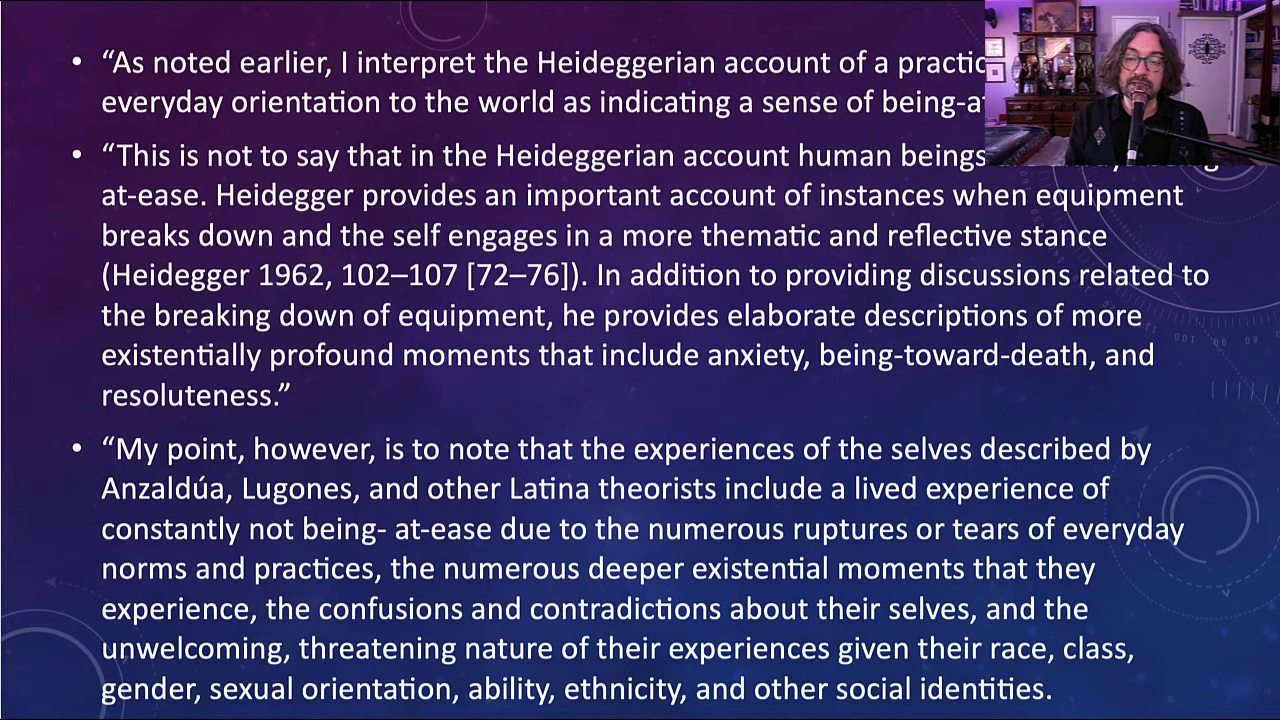 • “As noted earlier, I interpret the Heideggerian account of a practic
everyday orientation to the world as indicating a sense of being-a
• “This is not to say that in the Heideggerian account human beings
at-ease. Heidegger provides an important account of instances when equipment
breaks down and the self engages in a more thematic and reflective stance
(Heidegger 1962, 102–107 [72–76]). In addition to providing discussions related to
the breaking down of equipment, he provides elaborate descriptions of more
existentially profound moments that include anxiety, being-toward-death, and
resoluteness.”
• “My point, however, is to note that the experiences of the selves described by
Anzaldúa, Lugones, and other Latina theorists include a lived experience of
constantly not being- at-ease due to the numerous ruptures or tears of everyday
norms and practices, the numerous deeper existential moments that they
experience, the confusions and contradictions about their selves, and the
unwelcoming, threatening nature of their experiences given their race, class,
gender, sexual orientation, ability, ethnicity, and other social identities.